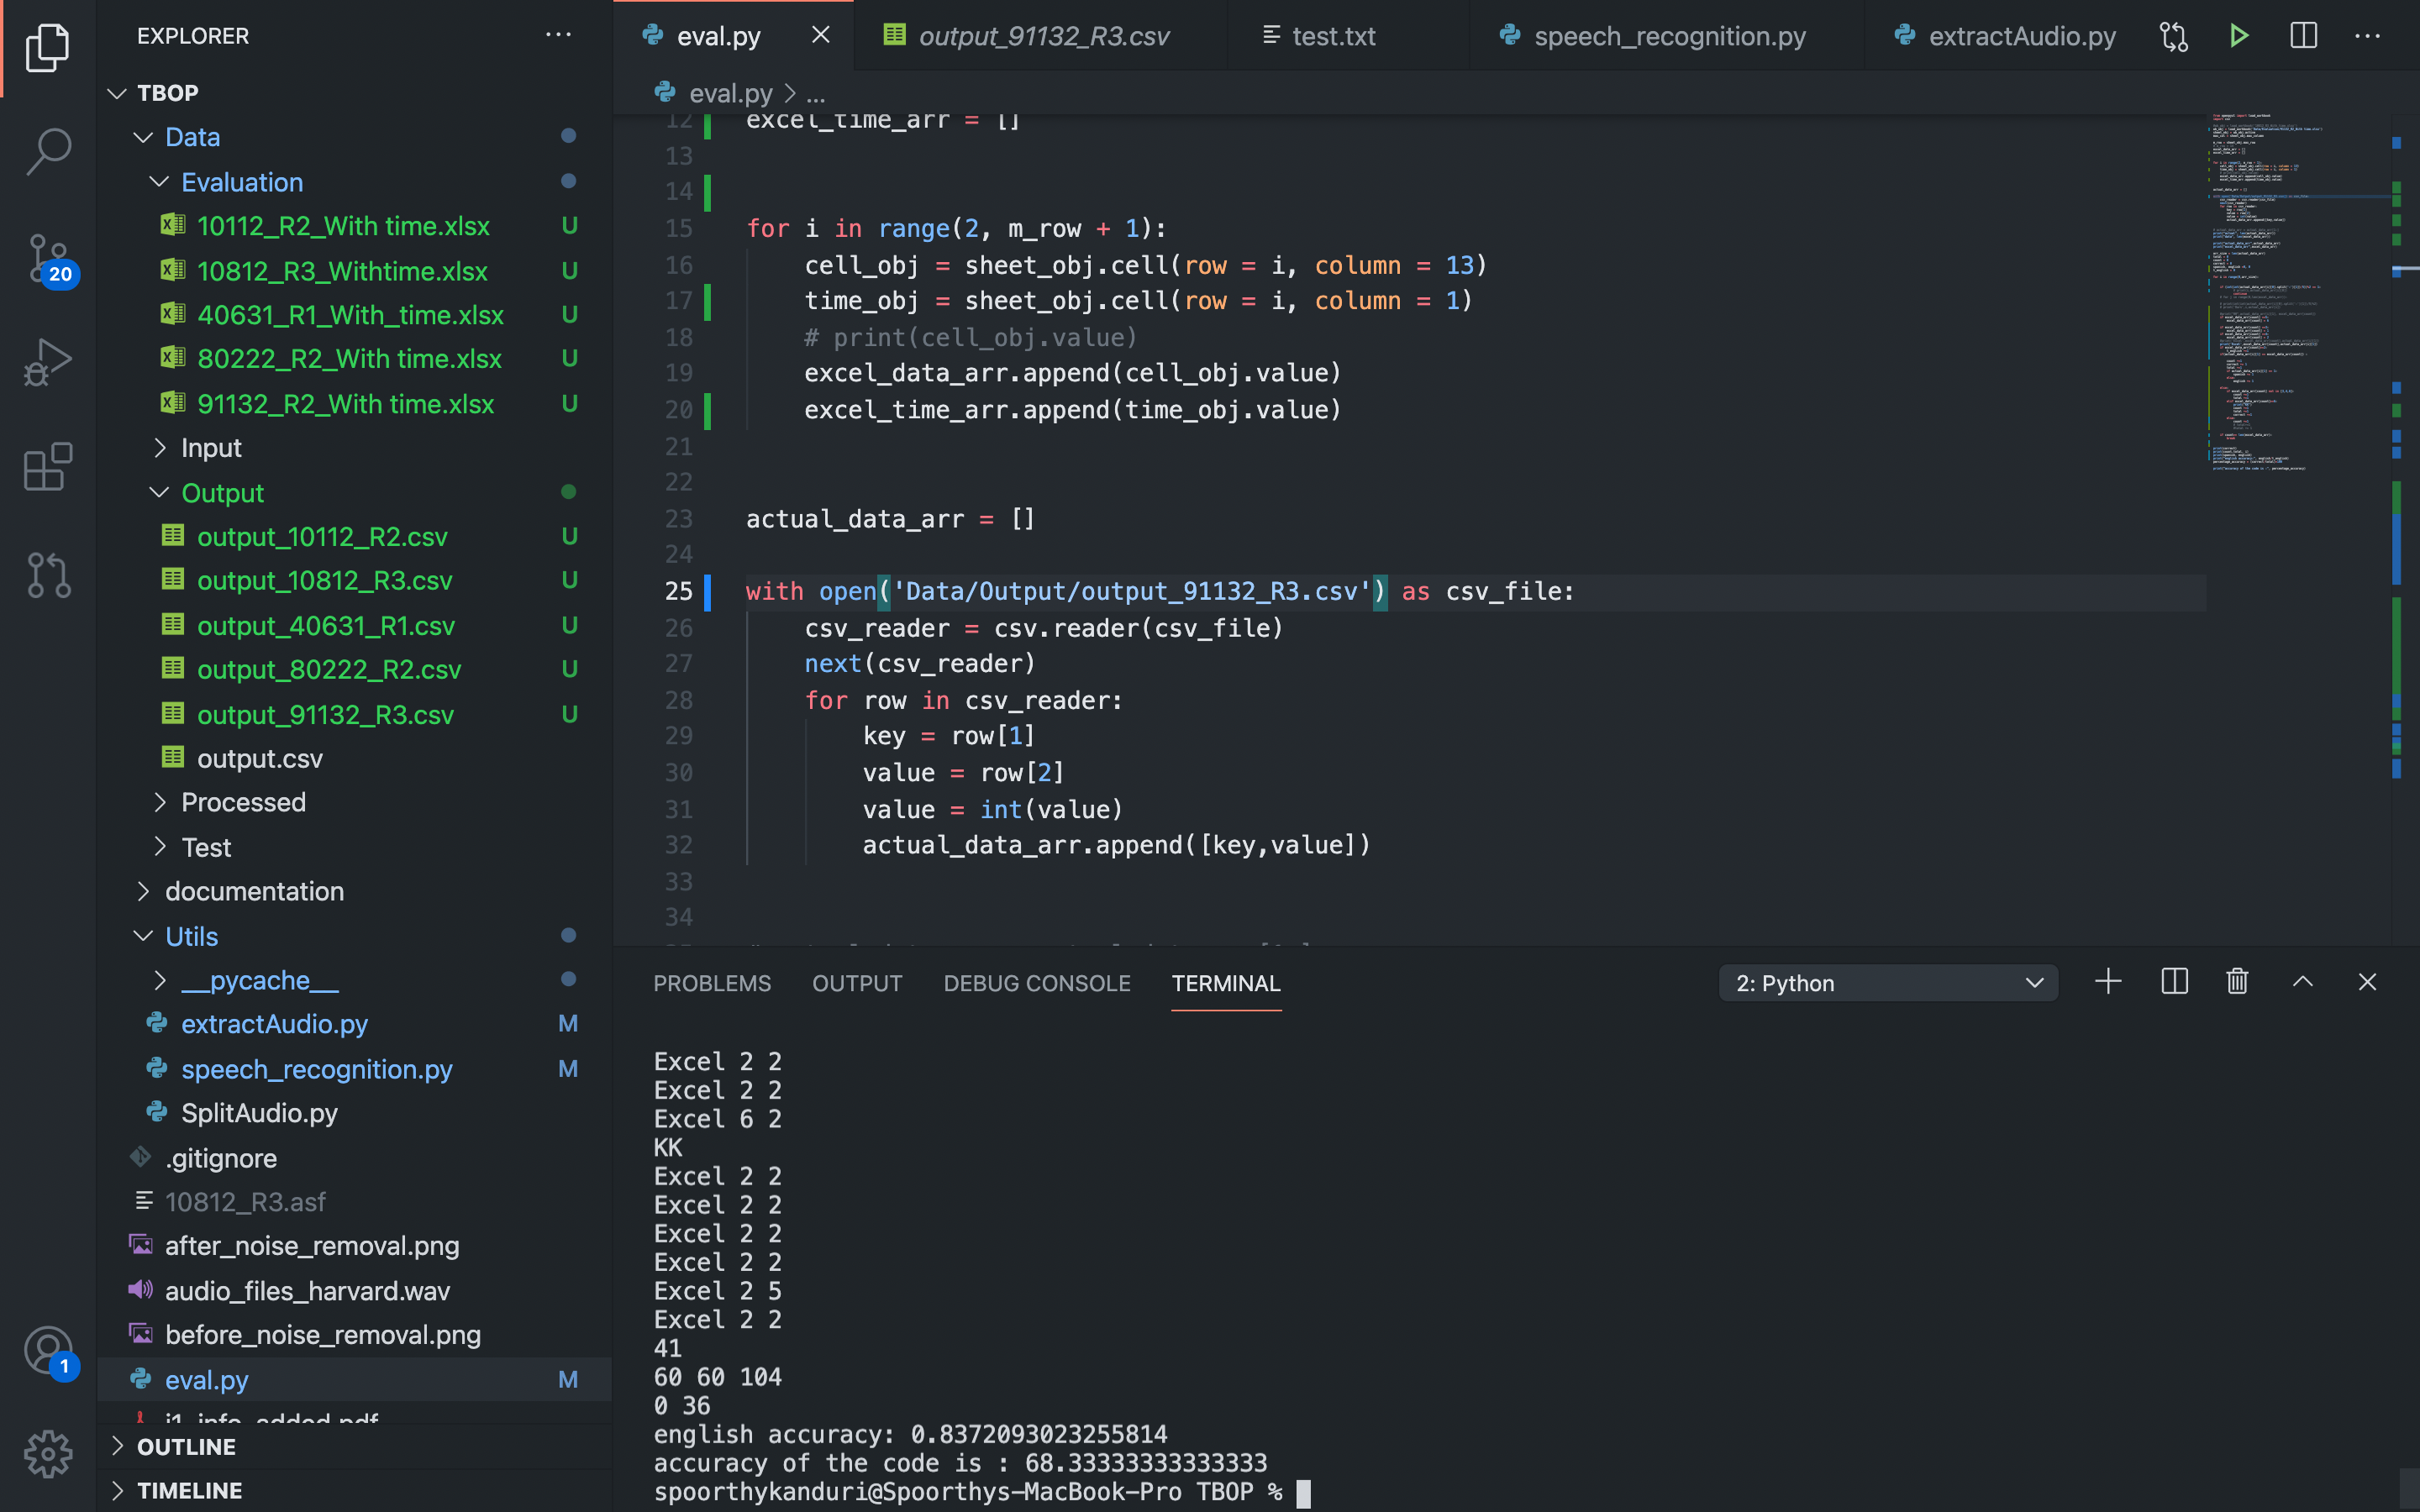 EXPLORER
TBOP
Data
Evaluation
10112_R2_With time.xlsx U
10812_R3_Withtime.xlsx U
40631_R1_With_time.xlsx U
80222_R2_With time.xlsx U
91132_R2_With time.xlsx U
Input
Output
output_10112_R2.csv U
output_10812_R3.csv U
output_40631_R1.csv U
output_80222_R2.csv U
output_91132_R3.csv U
output.csv
Processed
Test
documentation
Utils
__pycache__
extractAudio.py M
speech_recognition.py M
SplitAudio.py
.gitignore
10812_R3.asf
after_noise_removal.png
audio_files_harvard.wav
before_noise_removal.png
eval.py M
i1_info_added.pdf
OUTLINE
TIMELINE
20
1
eval.py output_91132_R3.csv test.txt speech_recognition.py extractAudio.py
eval.py > ...
12 excel_time_arr = []
13
14
15 for i in range(2, m_row + 1):
16 cell_obj = sheet_obj.cell(row = i, column = 13)
17 time_obj = sheet_obj.cell(row = i, column = 1)
18 # print(cell_obj.value)
19 excel_data_arr.append(cell_obj.value)
20 excel_time_arr.append(time_obj.value)
21
22
23 actual_data_arr = []
24
25 with open('Data/Output/output_91132_R3.csv') as csv_file:
26 csv_reader = csv.reader(csv_file)
27 next(csv_reader)
28 for row in csv_reader:
29 key = row[1]
30 value = row[2]
31 value = int(value)
32 actual_data_arr.append([key,value])
33
34
PROBLEMS OUTPUT DEBUG CONSOLE TERMINAL 2: Python
Excel 2 2
Excel 2 2
Excel 6 2
KK
Excel 2 2
Excel 2 2
Excel 2 2
Excel 2 2
Excel 2 5
Excel 2 2
41
60 60 104
0 36
english accuracy: 0.8372093023255814
accuracy of the code is : 68.33333333333333
spoorthykanduri@Spoorthys-MacBook-Pro TBOP %